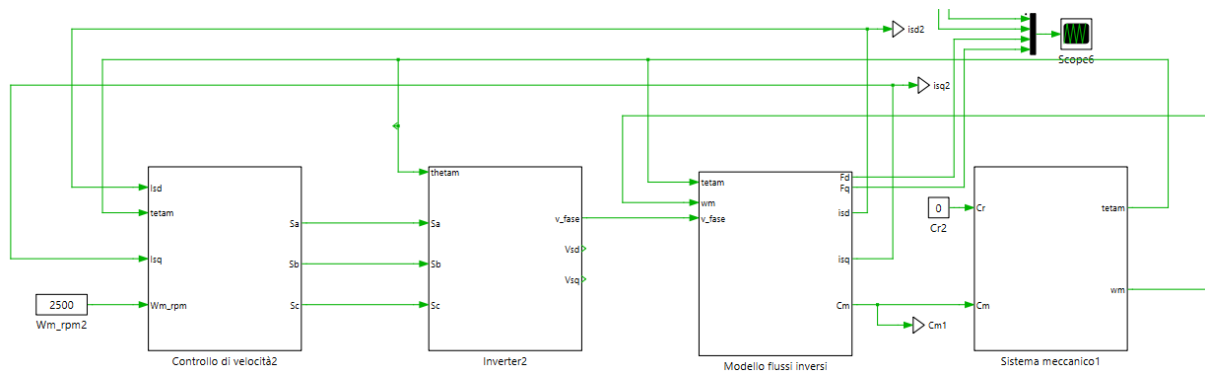 isd2
Scope6
isq2
Isd
tetam
Isq
2500
Wm_rpm
Wm_rpm2
Sa
Sb
Sc
Controllo di velocità2
thetam
Sa
Sb
Sc
v_fase
Vsd
Vsq
Inverter2
tetam
wm
v_fase
Fd
Fq
isd
isq
Cm
Modello flussi inversi
Cm1
0
Cr2
Cr
Cm
tetam
wm
Sistema meccanico1